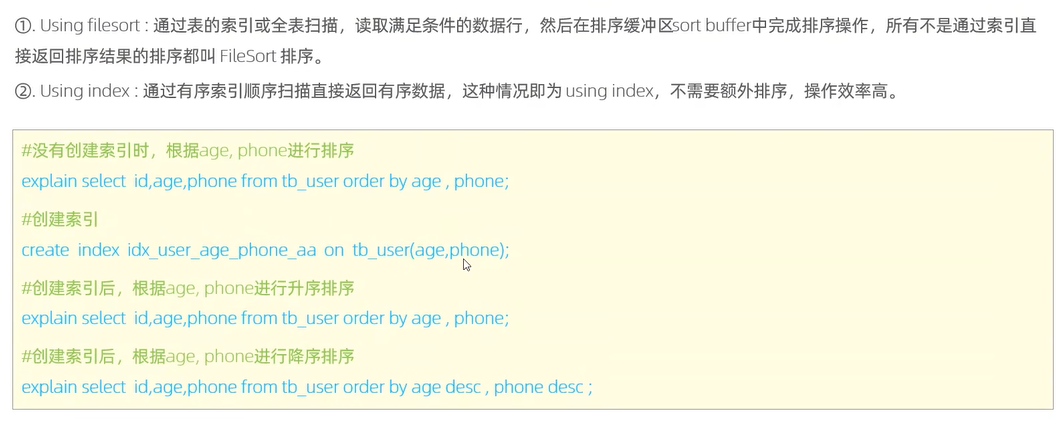 ①. Using filesort : 通过表的索引或全表扫描，读取满足条件的数据行，然后在排序缓冲区sort buffer中完成排序操作，所有不是通过索引直
接返回排序结果的排序都叫 FileSort 排序。
②. Using index : 通过有序索引顺序扫描直接返回有序数据，这种情况即为 using index，不需要额外排序，操作效率高。
#没有创建索引时，根据age, phone进行排序
explain select id,age,phone from tb_user order by age , phone;
#创建索引
create index idx_user_age_phone_aa on tb_user(age,phone);
#创建索引后，根据age, phone进行升序排序
explain select id,age,phone from tb_user order by age , phone;
#创建索引后，根据age, phone进行降序排序
explain select id,age,phone from tb_user order by age desc , phone desc ;